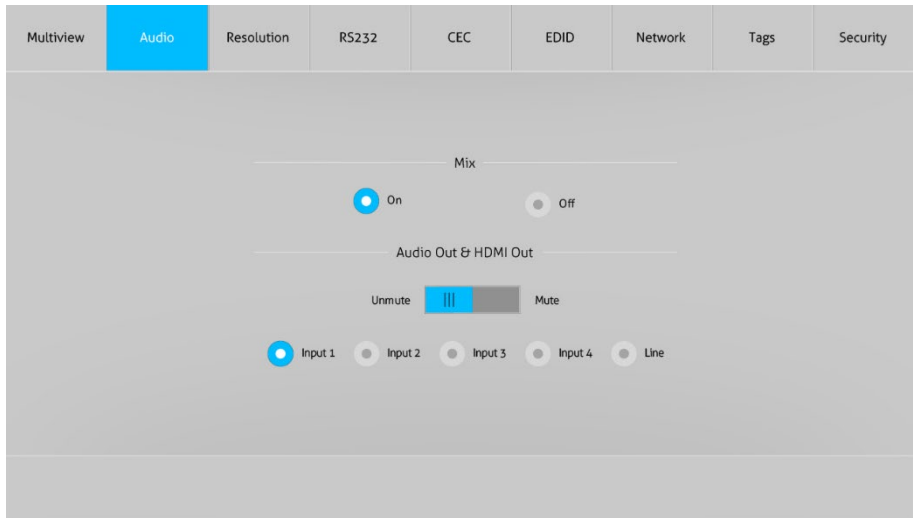 Multiview Audio Resolution RS232 CEC EDID Network Tags Security
Mix
On Off
Audio Out & HDMI Out
Unmute Mute
Input 1 Input 2 Input 3 Input 4 Line